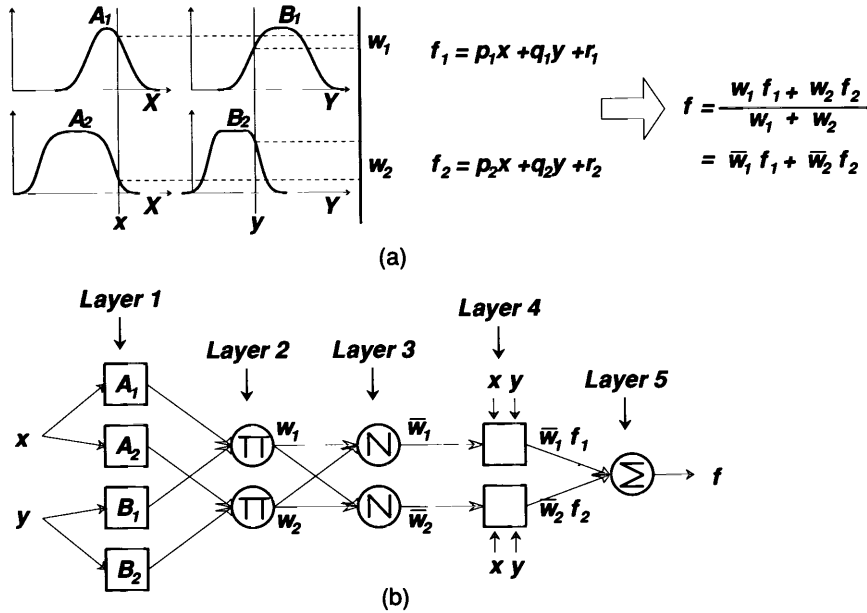 A₁ B₁
w₁ f₁ = p₁x + q₁y + r₁
X Y
A₂ B₂
w₂ f₂ = p₂x + q₂y + r₂
X Y
x y
f = w₁ f₁ + w₂ f₂ / w₁ + w₂
= w̅₁ f₁ + w̅₂ f₂
(a)
Layer 1
Layer 2
Layer 3
Layer 4
Layer 5
x y
A₁
A₂
B₁
B₂
x
y
Π w₁ N w̅₁ w̅₁ f₁
Π w₂ N w̅₂ w̅₂ f₂
Σ f
x y
(b)